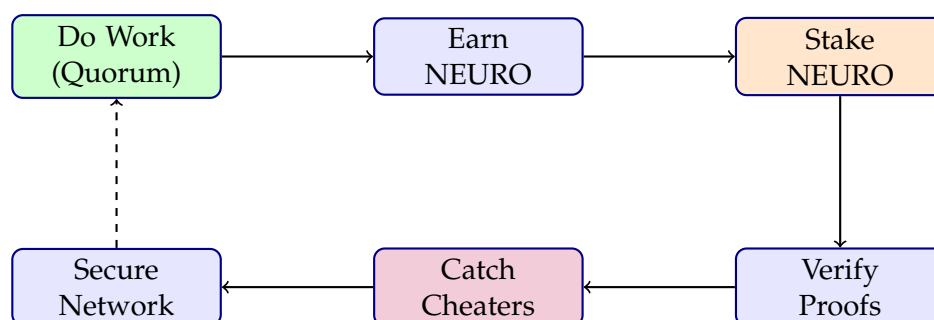 Do Work
(Quorum)
Earn
NEURO
Stake
NEURO
Secure
Network
Catch
Cheaters
Verify
Proofs